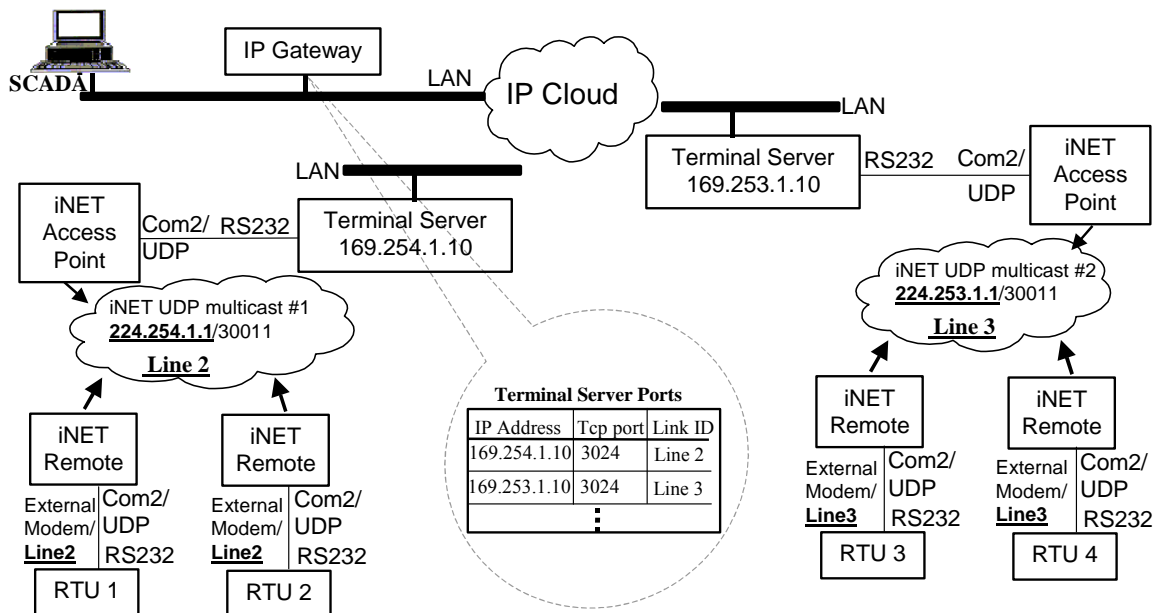 SCADA
IP Gateway
LAN
IP Cloud
LAN
Terminal Server
169.253.1.10
RS232
Com2/
UDP
iNET
Access
Point
LAN
iNET
Access
Point
Com2/
UDP
RS232
Terminal Server
169.254.1.10
iNET UDP multicast #1
224.254.1.1/30011
Line 2
iNET UDP multicast #2
224.253.1.1/30011
Line 3
iNET
Remote
iNET
Remote
External
Modem/
Line2
Com2/
UDP
RS232
External
Modem/
Line2
Com2/
UDP
RS232
RTU 1
RTU 2
Terminal Server Ports
IP Address Tcp port Link ID
169.254.1.10 3024 Line 2
169.253.1.10 3024 Line 3
iNET
Remote
iNET
Remote
External
Modem/
Line3
Com2/
UDP
RS232
External
Modem/
Line3
Com2/
UDP
RS232
RTU 3
RTU 4